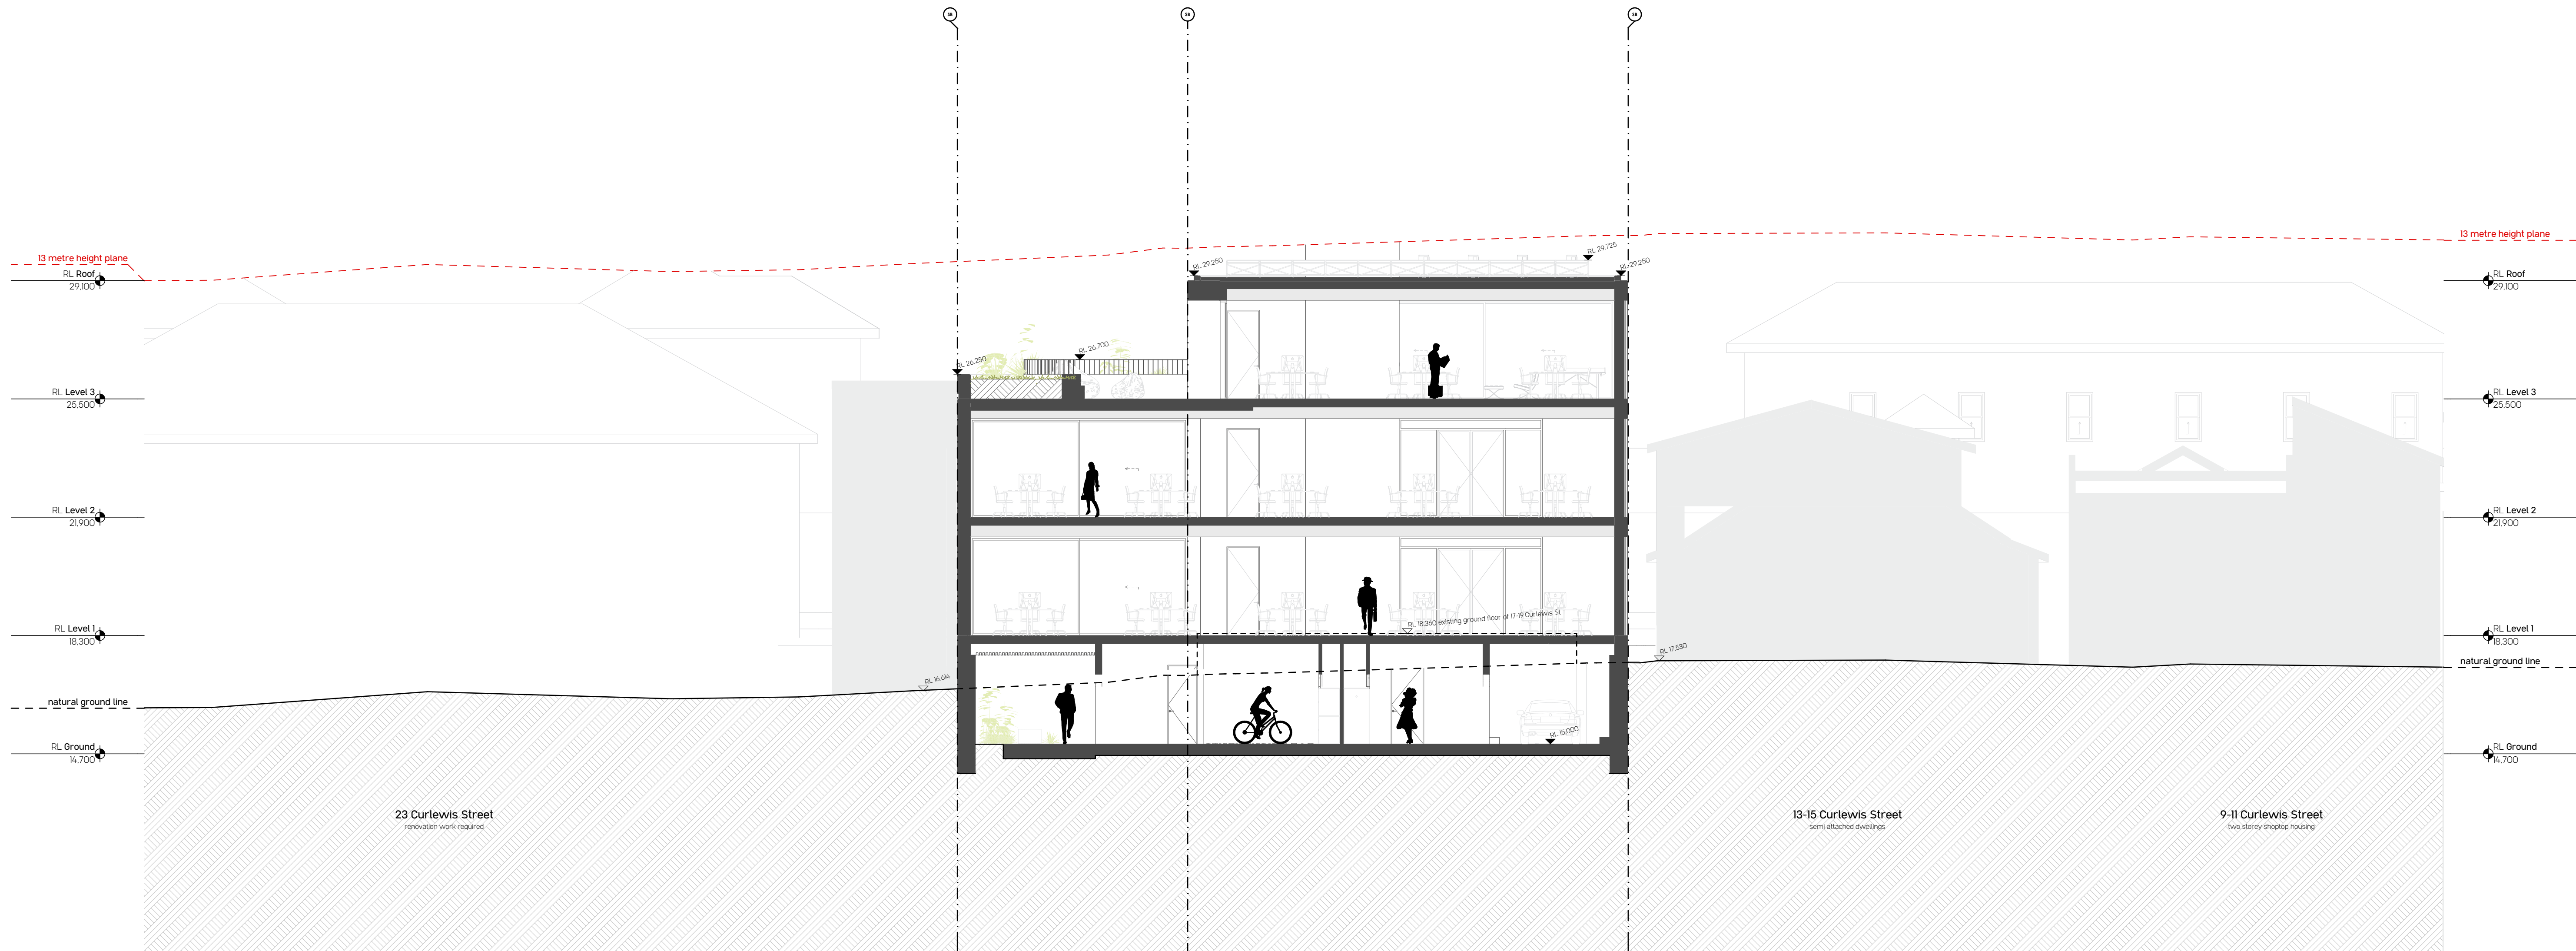 SB
SB
SB
13 metre height plane
RL Roof
29,100
RL Level 3
25,500
RL Level 2
21,900
RL Level 1
18,300
natural ground line
RL Ground
14,700
23 Curlewis Street
renovation work required
RL 16,614
RL 26,250
RL 26,700
RL 29,250
RL 29,725
RL 29,250
RL 18,360 existing ground floor of 17-19 Curlewis St
RL 17,530
RL 15,000
13-15 Curlewis Street
semi attached dwellings
9-11 Curlewis Street
two storey shoptop housing
13 metre height plane
RL Roof
29,100
RL Level 3
25,500
RL Level 2
21,900
RL Level 1
18,300
natural ground line
RL Ground
14,700